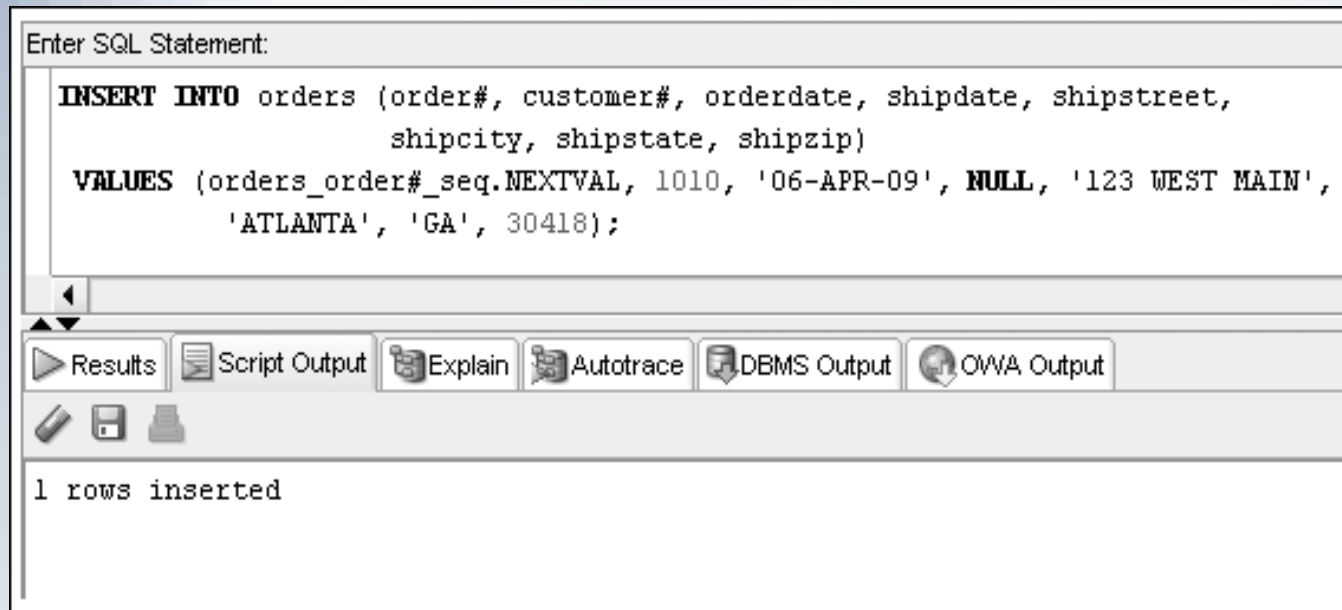 Enter SQL Statement:
INSERT INTO orders (order#, customer#, orderdate, shipdate, shipstreet,
shipcity, shipstate, shipzip)
VALUES (orders_order#_seq.NEXTVAL, 1010, '06-APR-09', NULL, '123 WEST MAIN',
'ATLANTA', 'GA', 30418);
Results Script Output Explain Autotrace DBMS Output OWA Output
1 rows inserted